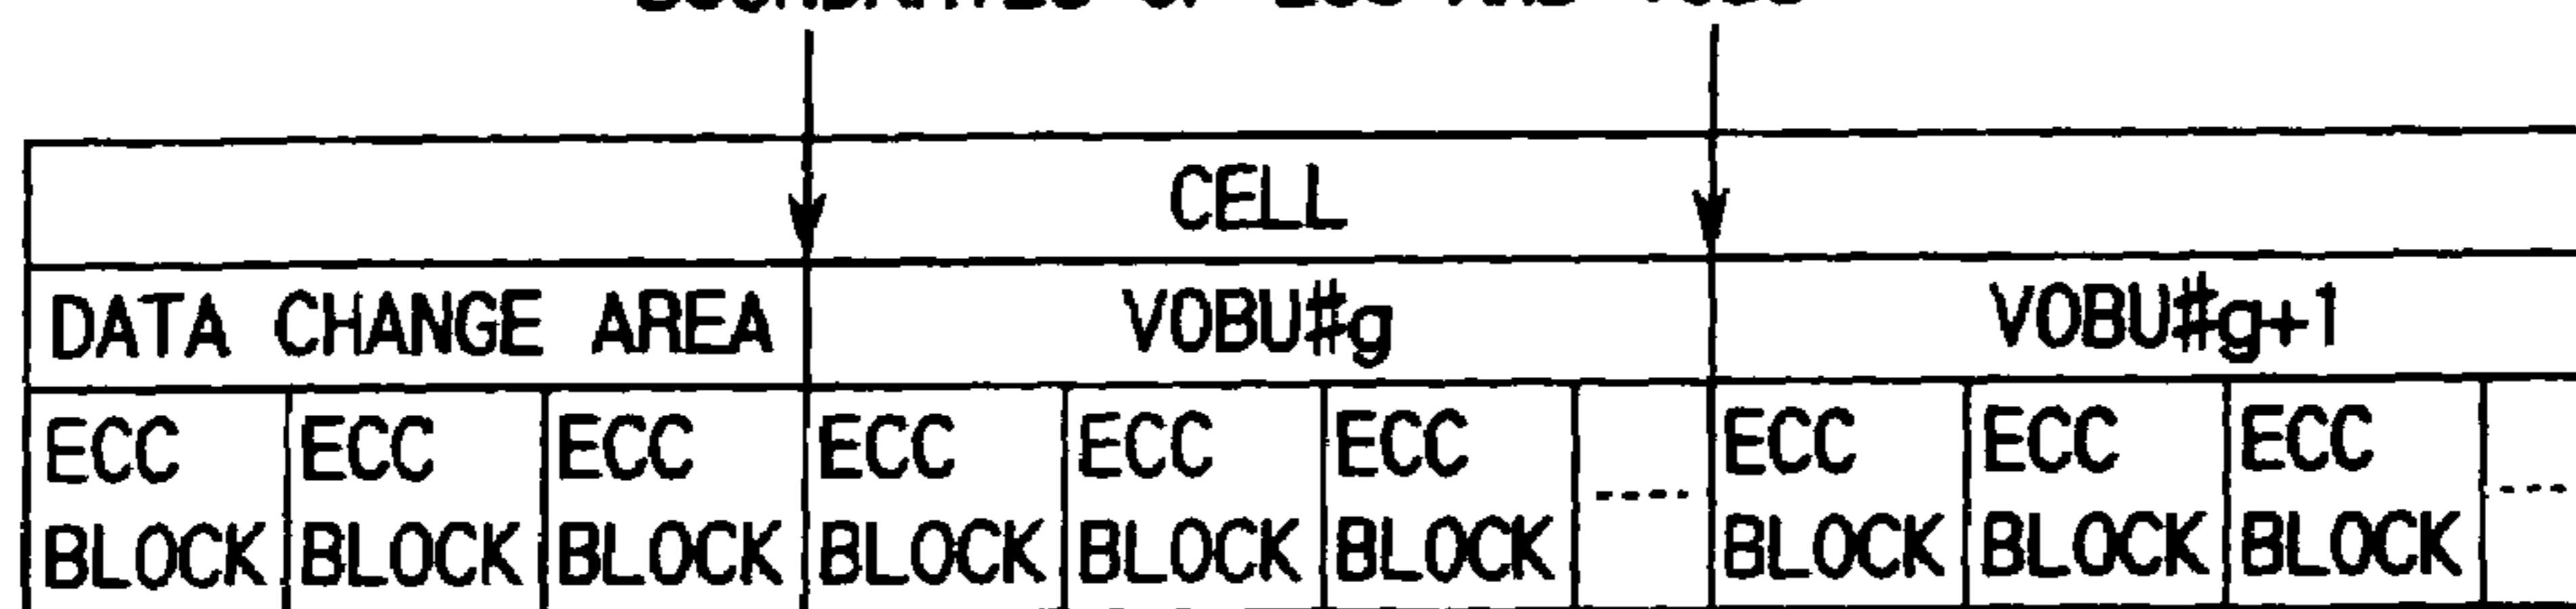 CELL
DATA CHANGE AREA VOBU#g VOBU#g+1
ECC ECC ECC ECC ECC ECC ECC ECC ECC
BLOCK BLOCK BLOCK BLOCK BLOCK BLOCK ---- BLOCK BLOCK BLOCK ---